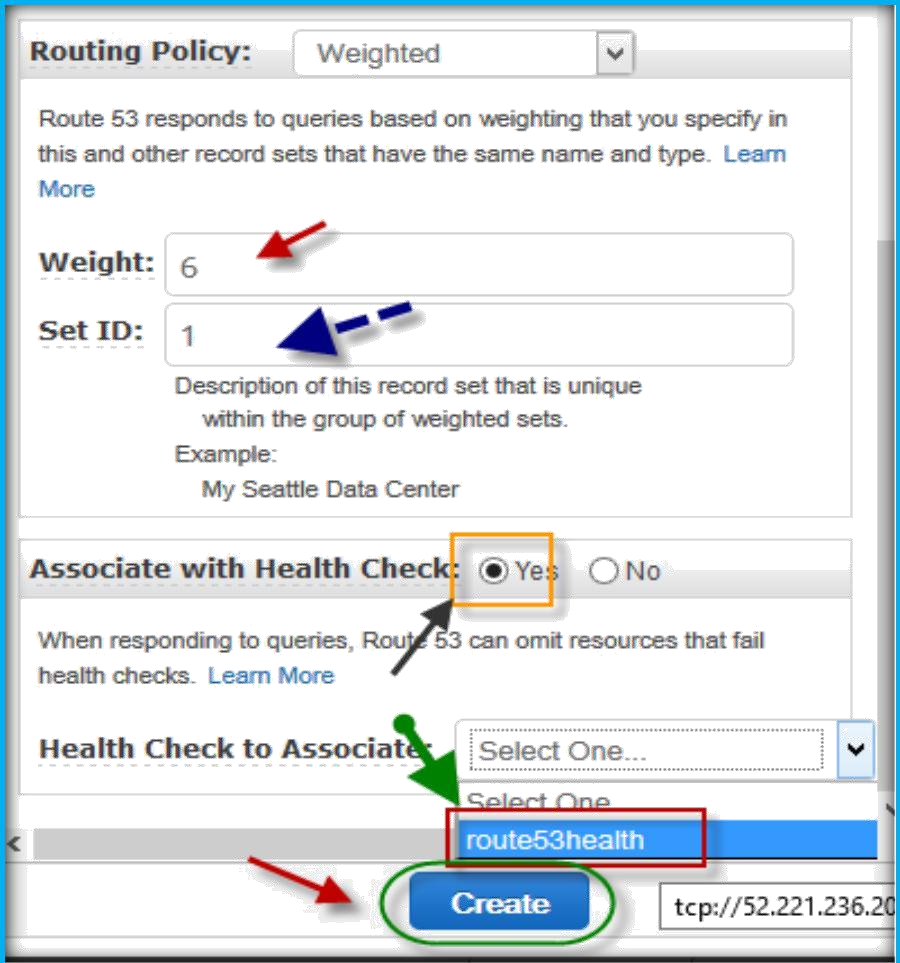 Routing Policy: Weighted
Route 53 responds to queries based on weighting that you specify in
this and other record sets that have the same name and type. Learn
More
Weight: 6
Set ID: 1
Description of this record set that is unique
within the group of weighted sets.
Example:
My Seattle Data Center
Associate with Health Check: Yes No
When responding to queries, Route 53 can omit resources that fail
health checks. Learn More
Health Check to Associate: Select One...
Select One
route53health
Create
tcp://52.221.236.20